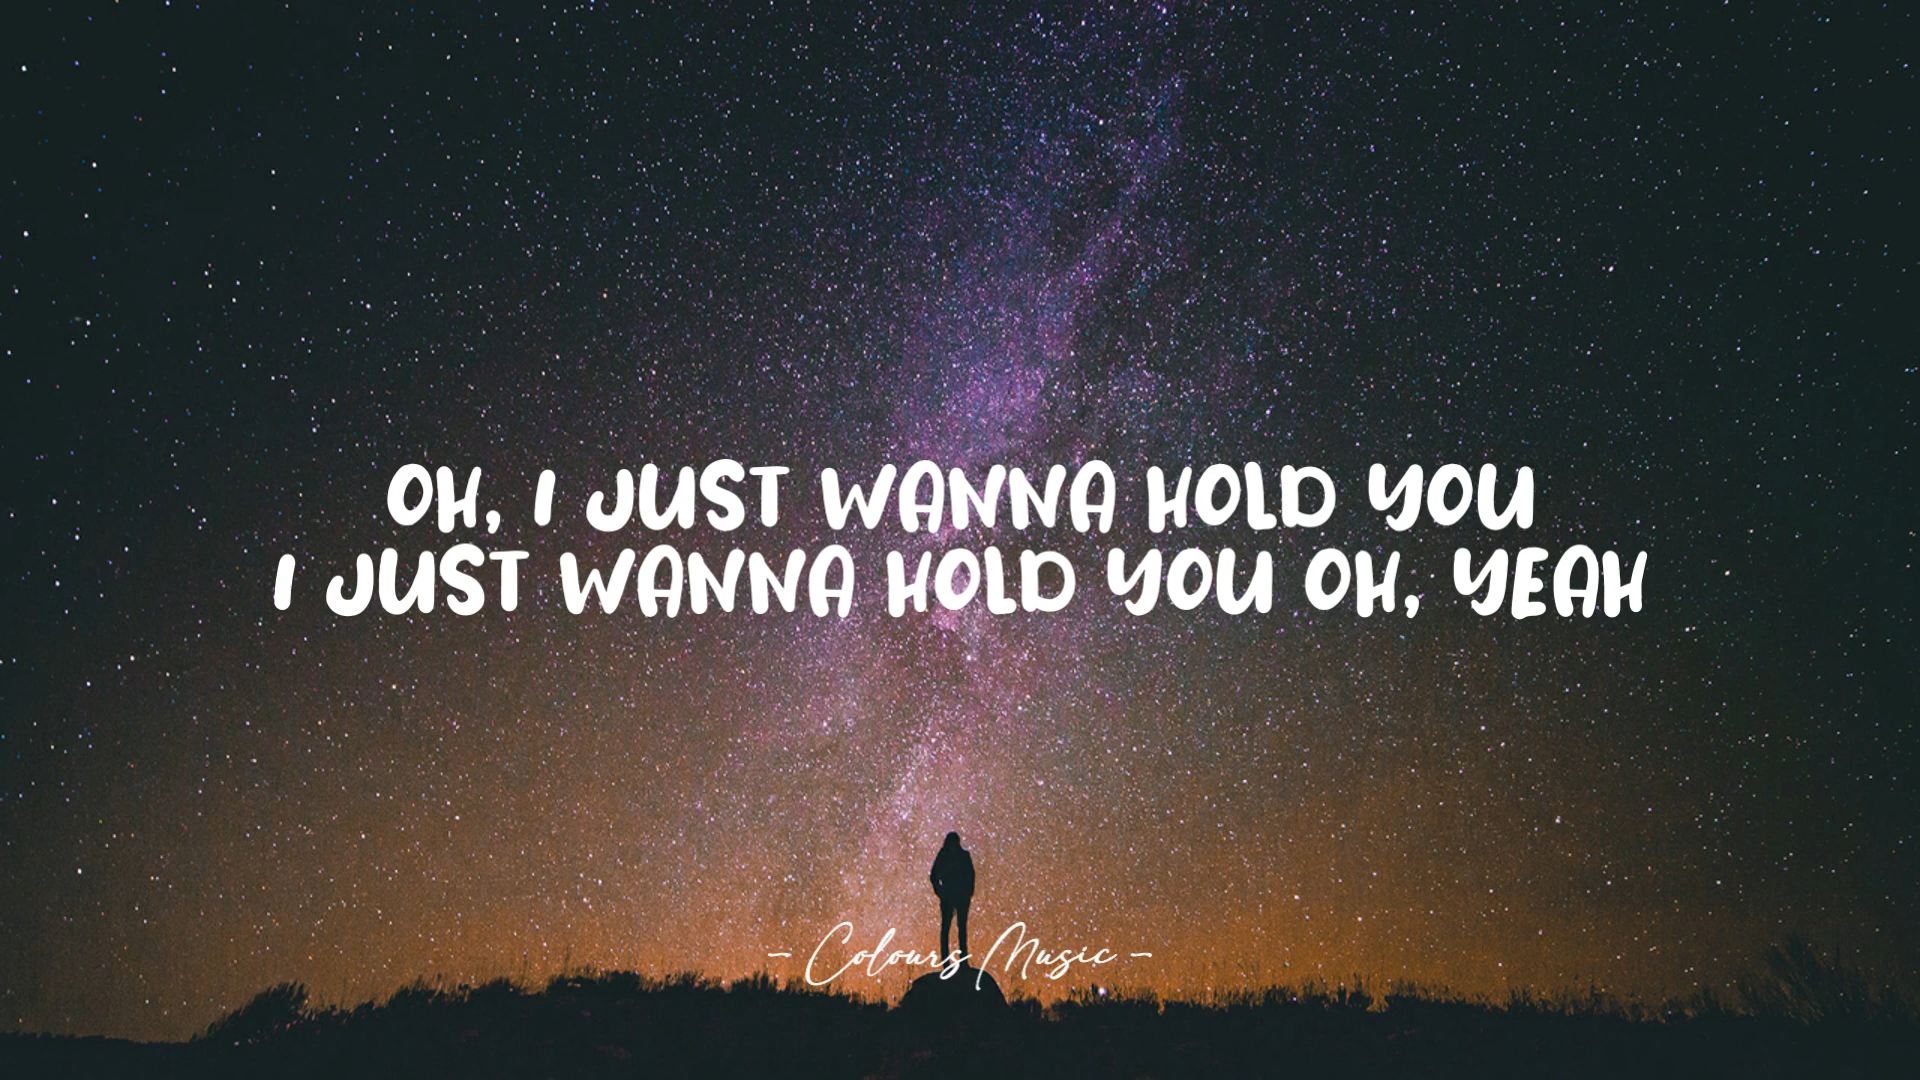 OH, I JUST WANNA HOLD YOU
I JUST WANNA HOLD YOU OH, YEAH
- Colours Music -